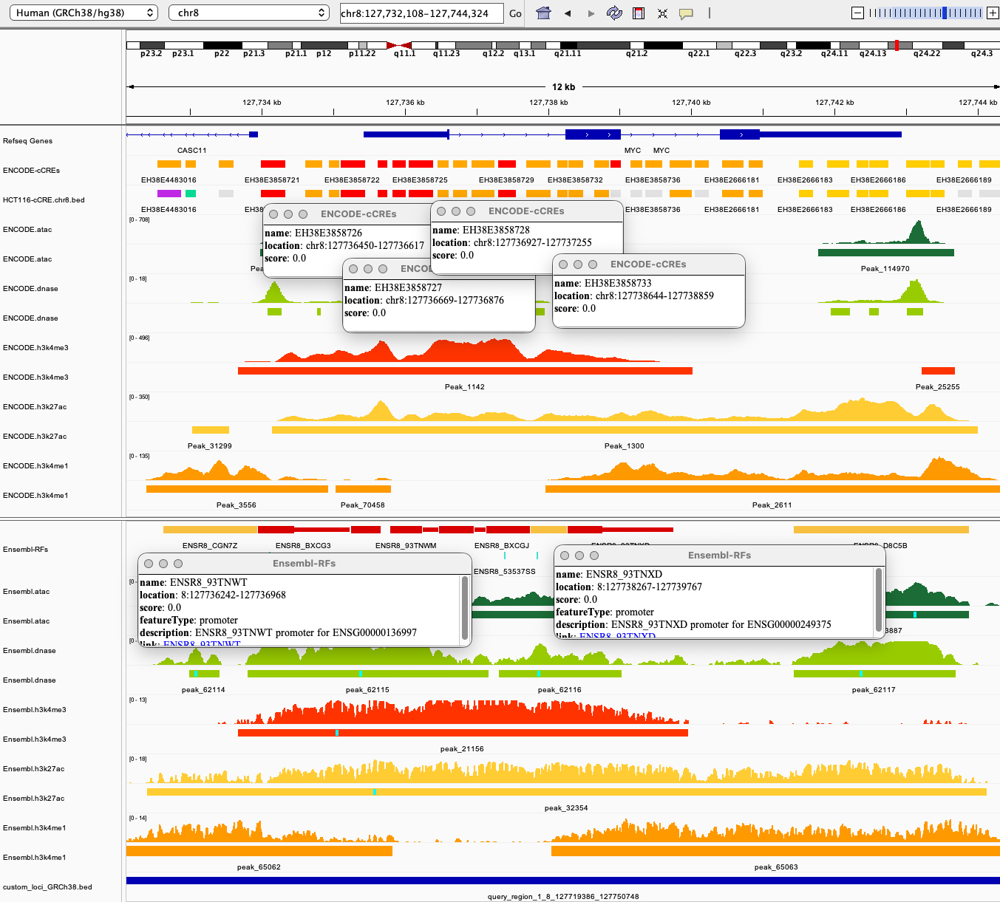 Human (GRCh38/hg38) chr8 chr8:127,732,108-127,744,324 Go
p23.2 p23.1 p22 p21.3 p21.1 p12 p11.22 q11.1 q11.23 q12.2 q13.1 q21.11 q21.2 q22.1 q22.3 q23.2 q24.11 q24.13 q24.22 q24.3
12 kb
127,734 kb 127,736 kb 127,738 kb 127,740 kb 127,742 kb 127,744 kb
Refseq Genes
CASC11 MYC MYC
ENCODE-cCREs
EH38E4483016 EH38E3858721 EH38E3858722 EH38E3858725 EH38E3858729 EH38E3858732 EH38E3858736 EH38E2666181 EH38E2666183 EH38E2666186 EH38E2666189
HCT116-cCRE.chr8.bed
EH38E4483016 EH38 EH38E3858736 EH38E2666181 EH38E2666183 EH38E2666186 EH38E2666189
ENCODE-cCREs
name: EH38E3858726
location: chr8:127736450-127736617
score: 0.0
ENCODE-cCREs
name: EH38E3858728
location: chr8:127736927-127737255
score: 0.0
ENCOD
name: EH38E3858727
location: chr8:127736669-127736876
score: 0.0
ENCODE-cCREs
name: EH38E3858733
location: chr8:127738644-127738859
score: 0.0
[0 - 708]
ENCODE.atac
ENCODE.atac
Pea Peak_114970
[0 - 18]
ENCODE.dnase
ENCODE.dnase
[0 - 496]
ENCODE.h3k4me3
ENCODE.h3k4me3
Peak_1142 Peak_25255
[0 - 350]
ENCODE.h3k27ac
ENCODE.h3k27ac
Peak_31299 Peak_1300
[0 - 135]
ENCODE.h3k4me1
ENCODE.h3k4me1
Peak_3556 Peak_70458 Peak_2611
Ensembl-RFs
ENSR8_CGN7Z ENSR8_BXCG3 ENSR8_93TNWM ENSR8_BXCGJ ENSR8_93TNXD ENSR8_D8C5B
ENSR8_53537SS
Ensembl-RFs
name: ENSR8_93TNWT
location: 8:127736242-127736968
score: 0.0
featureType: promoter
description: ENSR8_93TNWT promoter for ENSG00000136997
link: ENSR8_93TNWT
Ensembl-RFs
name: ENSR8_93TNXD
location: 8:127738267-127739767
score: 0.0
featureType: promoter
description: ENSR8_93TNXD promoter for ENSG00000249375
link: ENSR8_93TNXD
[0 -
Ensembl.atac
Ensembl.atac
3887
[0 -
Ensembl.dnase
Ensembl.dnase
peak_62114 peak_62115 peak_62116 peak_62117
[0 - 13]
Ensembl.h3k4me3
Ensembl.h3k4me3
peak_21156
[0 - 18]
Ensembl.h3k27ac
Ensembl.h3k27ac
peak_32354
[0 - 14]
Ensembl.h3k4me1
Ensembl.h3k4me1
peak_65062 peak_65063
custom_loci_GRCh38.bed
query_region_1_8_127719386_127750748